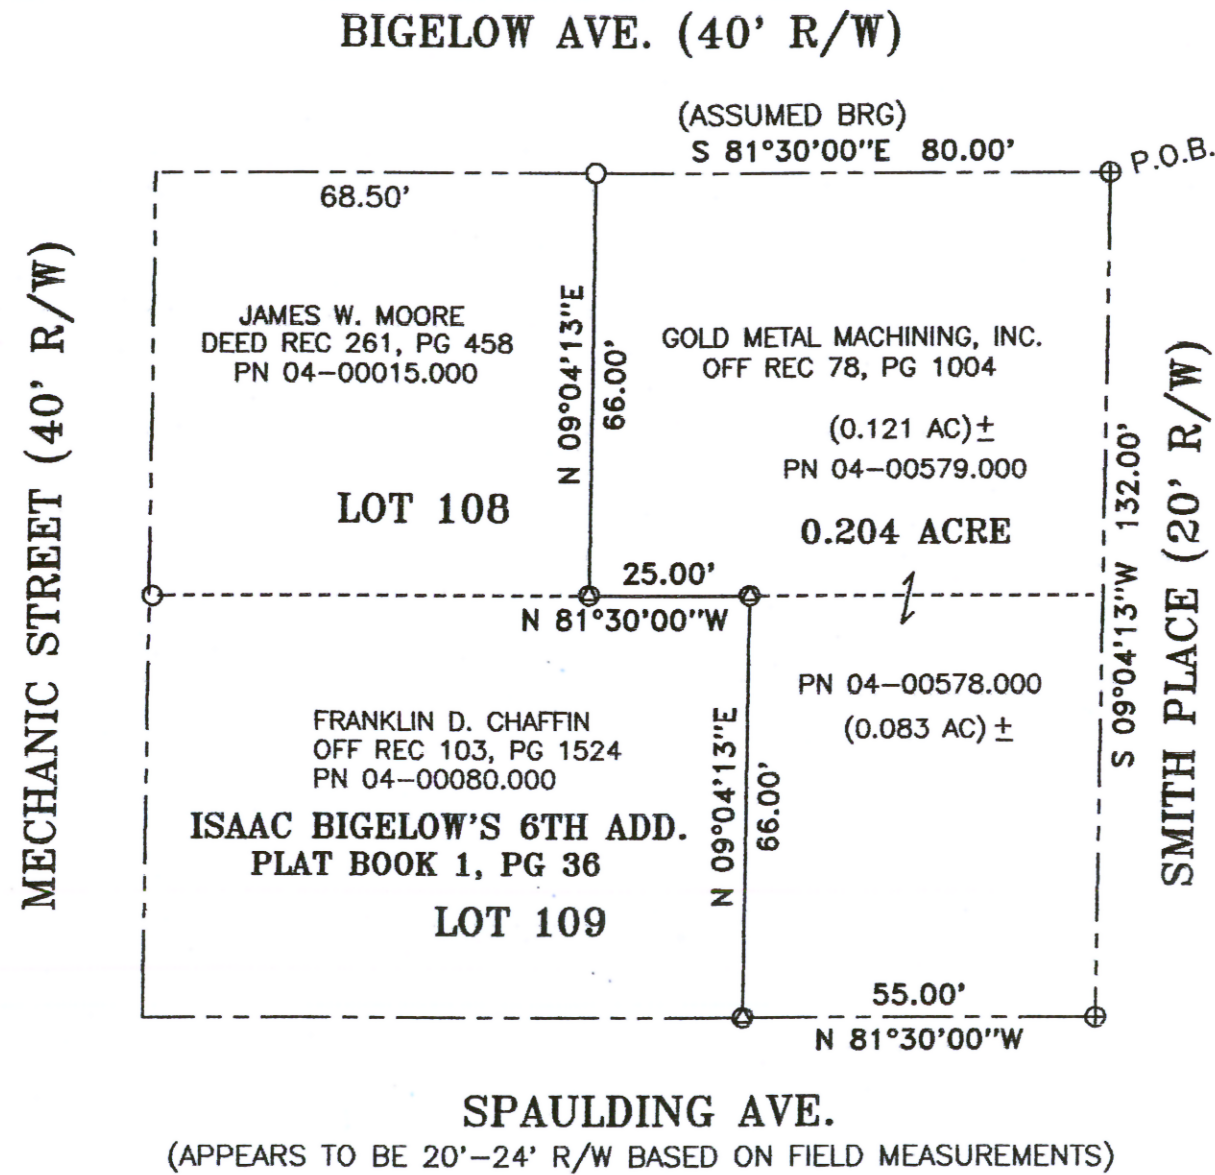 BIGELOW AVE. (40' R/W)
(ASSUMED BRG)
S 81°30'00"E 80.00'
P.O.B.
68.50'
MECHANIC STREET (40' R/W)
JAMES W. MOORE
DEED REC 261, PG 458
PN 04-00015.000
N 09°04'13"E
66.00'
GOLD METAL MACHINING, INC.
OFF REC 78, PG 1004
(0.121 AC)±
PN 04-00579.000
LOT 108
0.204 ACRE
S 09°04'13"W 132.00'
SMITH PLACE (20' R/W)
25.00'
N 81°30'00"W
PN 04-00578.000
(0.083 AC)±
FRANKLIN D. CHAFFIN
OFF REC 103, PG 1524
PN 04-00080.000
N 09°04'13"E
66.00'
ISAAC BIGELOW'S 6TH ADD.
PLAT BOOK 1, PG 36
LOT 109
55.00'
N 81°30'00"W
SPAULDING AVE.
(APPEARS TO BE 20'-24' R/W BASED ON FIELD MEASUREMENTS)